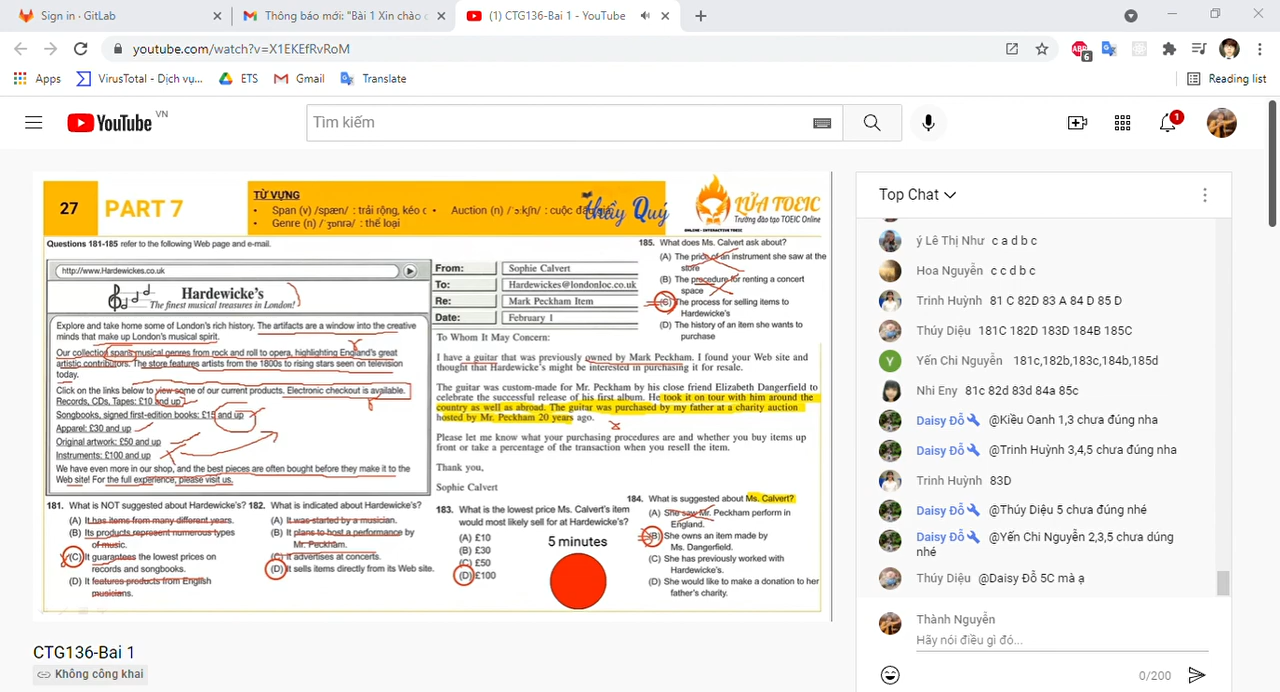 Sign in · GitLab
Thông báo mới: "Bài 1 Xin chào c
(1) CTG136-Bai 1 - YouTube
youtube.com/watch?v=X1EKEfRvRoM
ABP
6
Apps
VirusTotal - Dịch vụ...
ETS
Gmail
Translate
Reading list
YouTube
VN
Tìm kiếm
1
27
PART 7
TỪ VỰNG
• Span (v) /spæn/ : trải rộng, kéo
• Genre (n) / ˈʒɒnrə/ : thể loại
• Auction (n) / ɔːkʃn/ : cuộc đấu giá
thầy Quý
LỬA TOEIC
Trường đào tạo TOEIC Online
ONLINE - INTERACTIVE TOEIC
Questions 181-185 refer to the following Web page and e-mail.
http://www.Hardewickes.co.uk
Hardewicke's
The finest musical treasures in London!
Explore and take home some of London's rich history. The artifacts are a window into the creative
minds that make up London's musical spirit.
Our collection spans musical genres from rock and roll to opera, highlighting England's great
artistic contributors. The store features artists from the 1800s to rising stars seen on television
today.
Click on the links below to view some of our current products. Electronic checkout is available.
Records, CDs, Tapes: £10 and up
Songbooks, signed first-edition books: £15 and up
Apparel: £30 and up
Original artwork: £50 and up
Instruments: £100 and up
We have even more in our shop, and the best pieces are often bought before they make it to the
Web site! For the full experience, please visit us.
From: Sophie Calvert
To: Hardewickes@londonloc.co.uk
Re: Mark Peckham Item
Date: February 1
To Whom It May Concern:
I have a guitar that was previously owned by Mark Peckham. I found your Web site and
thought that Hardewicke's might be interested in purchasing it for resale.
The guitar was custom-made for Mr. Peckham by his close friend Elizabeth Dangerfield to
celebrate the successful release of his first album. He took it on tour with him around the
country as well as abroad. The guitar was purchased by my father at a charity auction
hosted by Mr. Peckham 20 years ago.
Please let me know what your purchasing procedures are and whether you buy items up
front or take a percentage of the transaction when you resell the item.
Thank you,
Sophie Calvert
181. What is NOT suggested about Hardewicke's?
(A) It has items from many different years.
(B) Its products represent numerous types
of music.
(C) It guarantees the lowest prices on
records and songbooks.
(D) It features products from English
musicians.
182. What is indicated about Hardewicke's?
(A) It was started by a musician.
(B) It plans to host a performance by
Mr. Peckham.
(C) It advertises at concerts.
(D) It sells items directly from its Web site.
183. What is the lowest price Ms. Calvert's item
would most likely sell for at Hardewicke's?
(A) £10
(B) £30
(C) £50
(D) £100
5 minutes
184. What is suggested about Ms. Calvert?
(A) She saw Mr. Peckham perform in
England.
(B) She owns an item made by
Ms. Dangerfield.
(C) She has previously worked with
Hardewicke's.
(D) She would like to make a donation to her
father's charity.
185. What does Ms. Calvert ask about?
(A) The price of an instrument she saw at the
store
(B) The procedure for renting a concert
space
(C) The process for selling items to
Hardewicke's
(D) The history of an item she wants to
purchase
CTG136-Bai 1
Không công khai
Top Chat
ý Lê Thị Như c a d b c
Hoa Nguyễn c c d b c
Trinh Huỳnh 81 C 82D 83 A 84 D 85 D
Thúy Diệu 181C 182D 183D 184B 185C
Y
Yến Chi Nguyễn 181c,182b,183c,184b,185d
Nhi Eny 81c 82d 83d 84a 85c
Daisy Đỗ @Kiều Oanh 1,3 chưa đúng nha
Daisy Đỗ @Trinh Huỳnh 3,4,5 chưa đúng nha
Trinh Huỳnh 83D
Daisy Đỗ @Thúy Diệu 5 chưa đúng nhé
Daisy Đỗ @Yến Chi Nguyễn 2,3,5 chưa đúng
nhé
Thúy Diệu @Daisy Đỗ 5C mà ạ
Thành Nguyễn
Hãy nói điều gì đó...
0/200